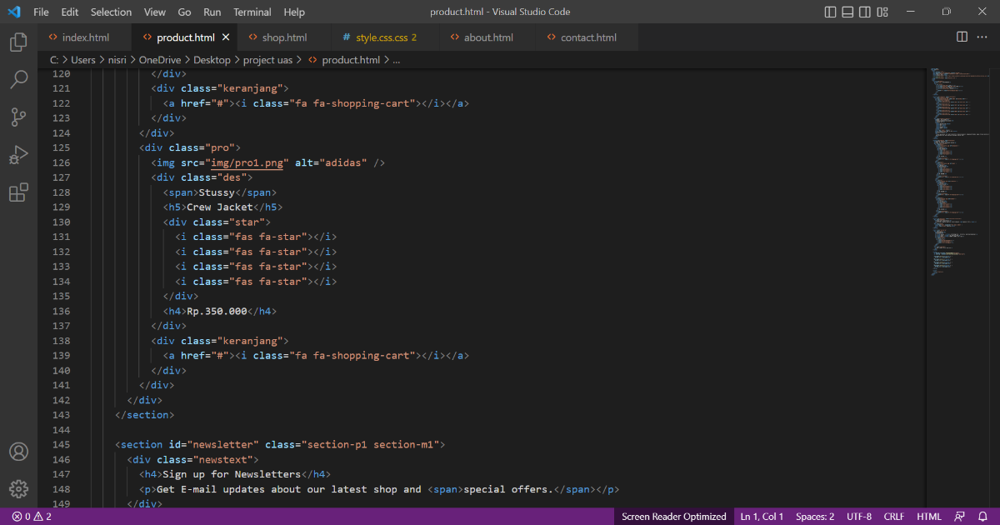 File Edit Selection View Go Run Terminal Help product.html - Visual Studio Code
<> index.html <> product.html <> shop.html # style.css.css 2 <> about.html <> contact.html
C: > Users > nisri > OneDrive > Desktop > project uas > <> product.html > ...
120 </div>
121 <div class="keranjang">
122 <a href="#"><i class="fa fa-shopping-cart"></i></a>
123 </div>
124 </div>
125 <div class="pro">
126 <img src="img/pro1.png" alt="adidas" />
127 <div class="des">
128 <span>Stussy</span>
129 <h5>Crew Jacket</h5>
130 <div class="star">
131 <i class="fas fa-star"></i>
132 <i class="fas fa-star"></i>
133 <i class="fas fa-star"></i>
134 <i class="fas fa-star"></i>
135 </div>
136 <h4>Rp.350.000</h4>
137 </div>
138 <div class="keranjang">
139 <a href="#"><i class="fa fa-shopping-cart"></i></a>
140 </div>
141 </div>
142 </div>
143 </section>
144
145 <section id="newsletter" class="section-p1 section-m1">
146 <div class="newstext">
147 <h4>Sign up for Newsletters</h4>
148 <p>Get E-mail updates about our latest shop and <span>special offers.</span></p>
149 </div>
0 2 Screen Reader Optimized Ln 1, Col 1 Spaces: 2 UTF-8 CRLF HTML